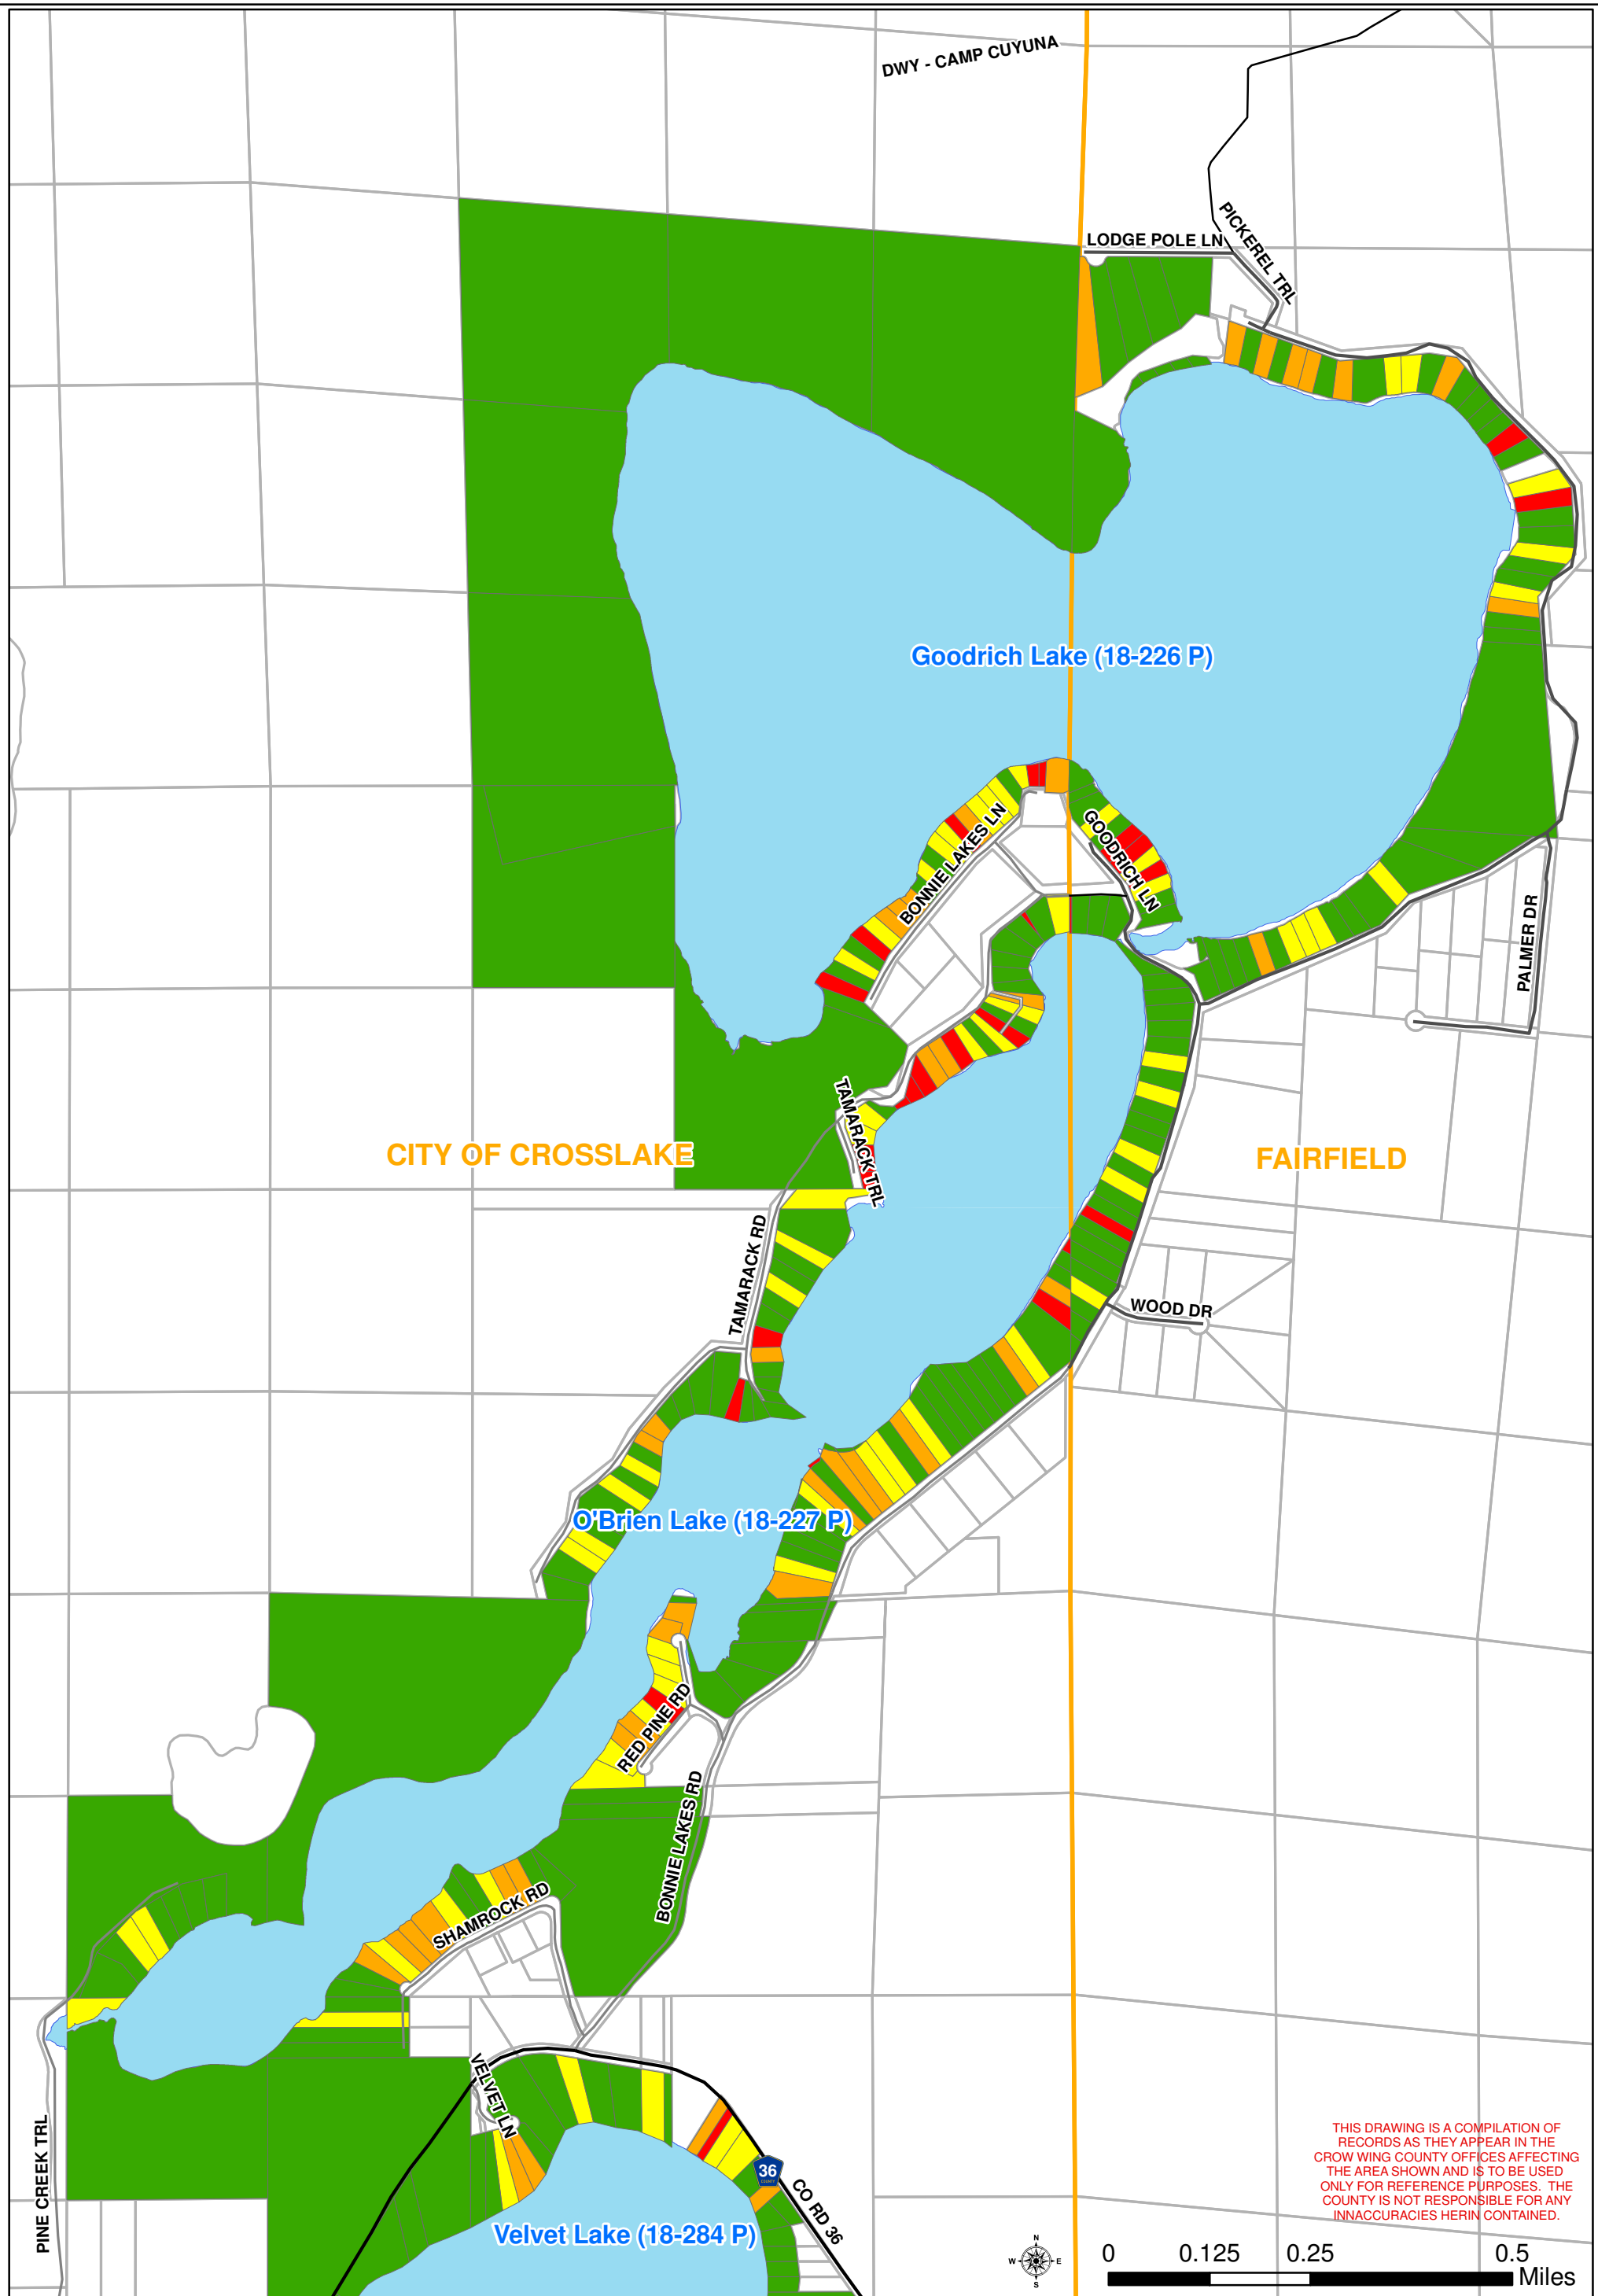 DWY - CAMP CUYUNA
LODGE POLE LN
PICKEREL TRL
Goodrich Lake (18-226 P)
BONNIE LAKES LN
GOODRICH LN
PALMER DR
TAMARACK TRL
CITY OF CROSSLAKE
FAIRFIELD
TAMARACK RD
WOOD DR
O'Brien Lake (18-227 P)
RED PINE RD
BONNIE LAKES RD
SHAMROCK RD
VELVET LN
PINE CREEK TRL
36
CO RD 36
Velvet Lake (18-284 P)
THIS DRAWING IS A COMPILATION OF
RECORDS AS THEY APPEAR IN THE
CROW WING COUNTY OFFICES AFFECTING
THE AREA SHOWN AND IS TO BE USED
ONLY FOR REFERENCE PURPOSES. THE
COUNTY IS NOT RESPONSIBLE FOR ANY
INNACCURACIES HERIN CONTAINED.
N
W E
S
0 0.125 0.25 0.5
Miles